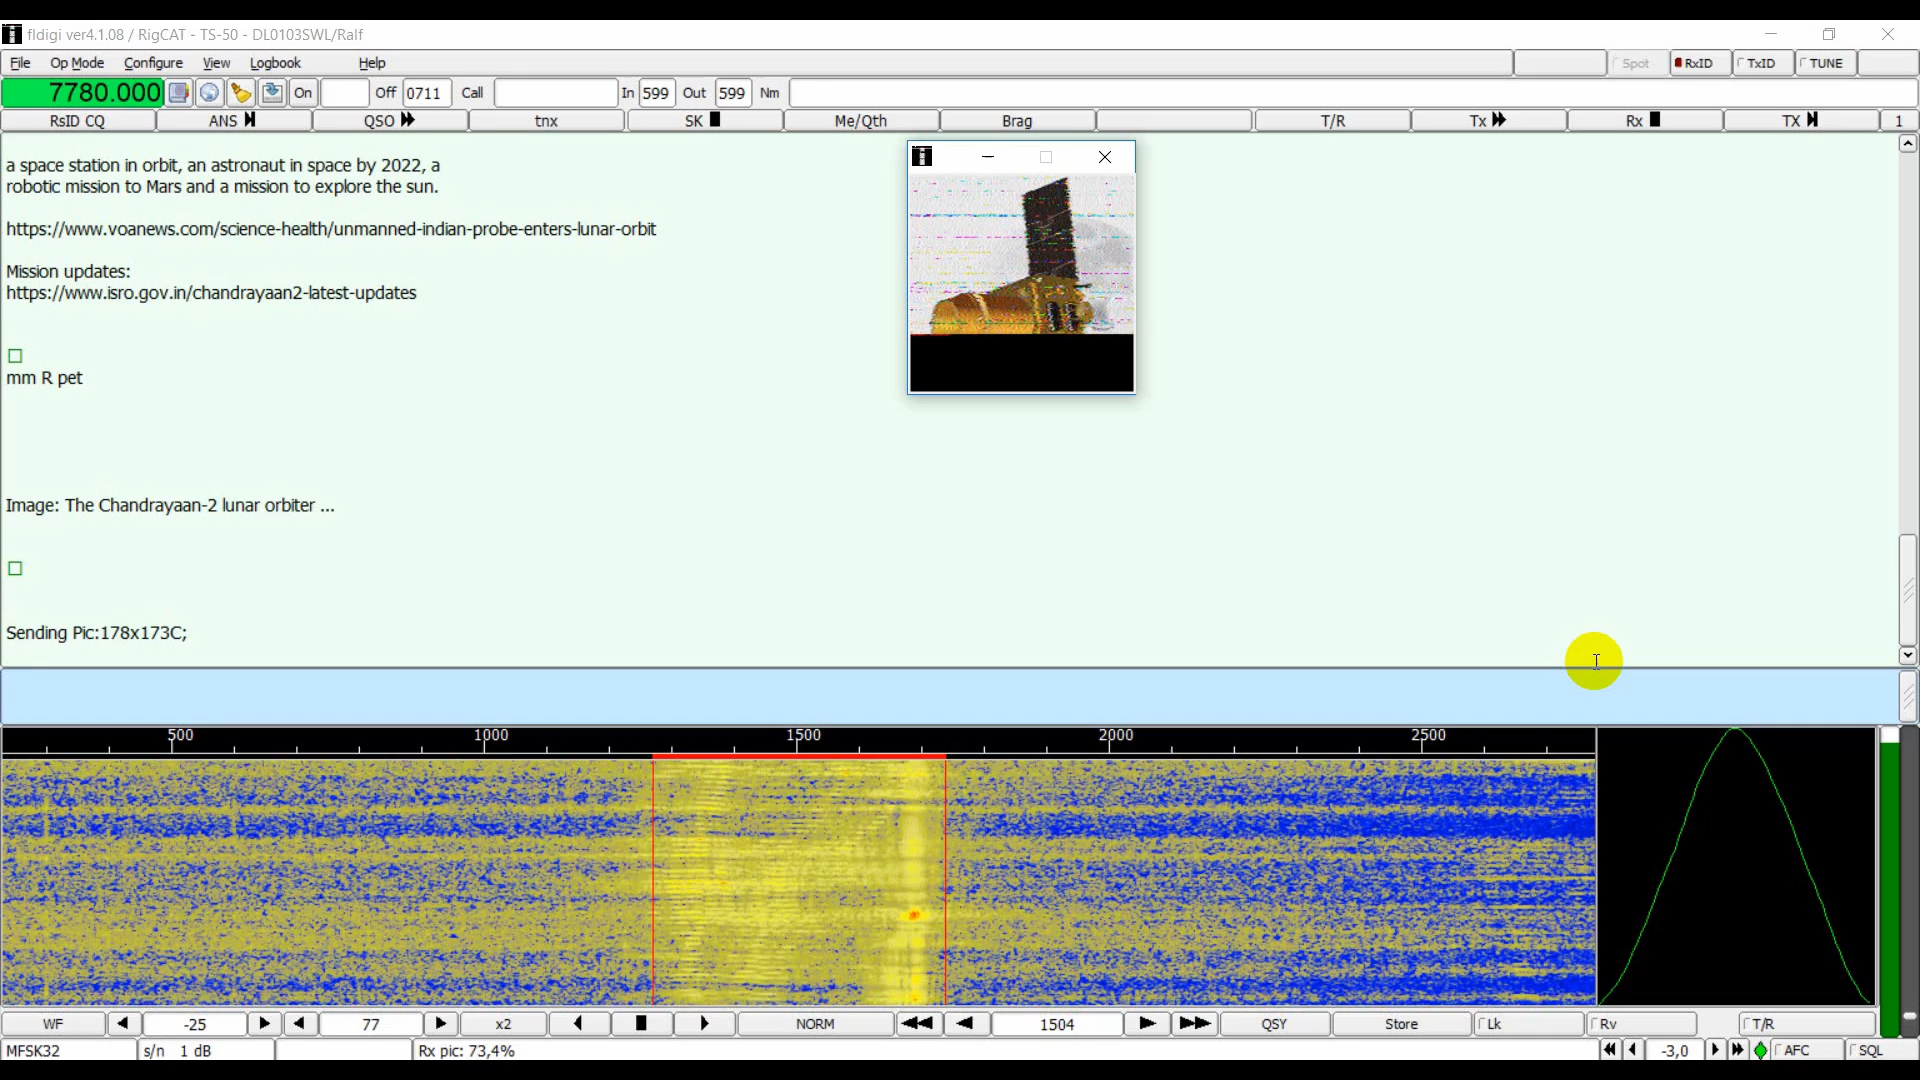 fldigi ver4.1.08 / RigCAT - TS-50 - DL0103SWL/Ralf
File Op Mode Configure View Logbook Help Spot RxID TxID TUNE
7780.000 On Off 0711 Call In 599 Out 599 Nm
RsID CQ ANS QSO tnx SK Me/Qth Brag T/R Tx Rx TX 1
a space station in orbit, an astronaut in space by 2022, a
robotic mission to Mars and a mission to explore the sun.
https://www.voanews.com/science-health/unmanned-indian-probe-enters-lunar-orbit
Mission updates:
https://www.isro.gov.in/chandrayaan2-latest-updates
mm R pet
Image: The Chandrayaan-2 lunar orbiter ...
Sending Pic:178x173C;
500 1000 1500 2000 2500
WF -25 77 x2 NORM 1504 QSY Store Lk Rv T/R
MFSK32 s/n 1 dB Rx pic: 73,4% -3,0 AFC SQL